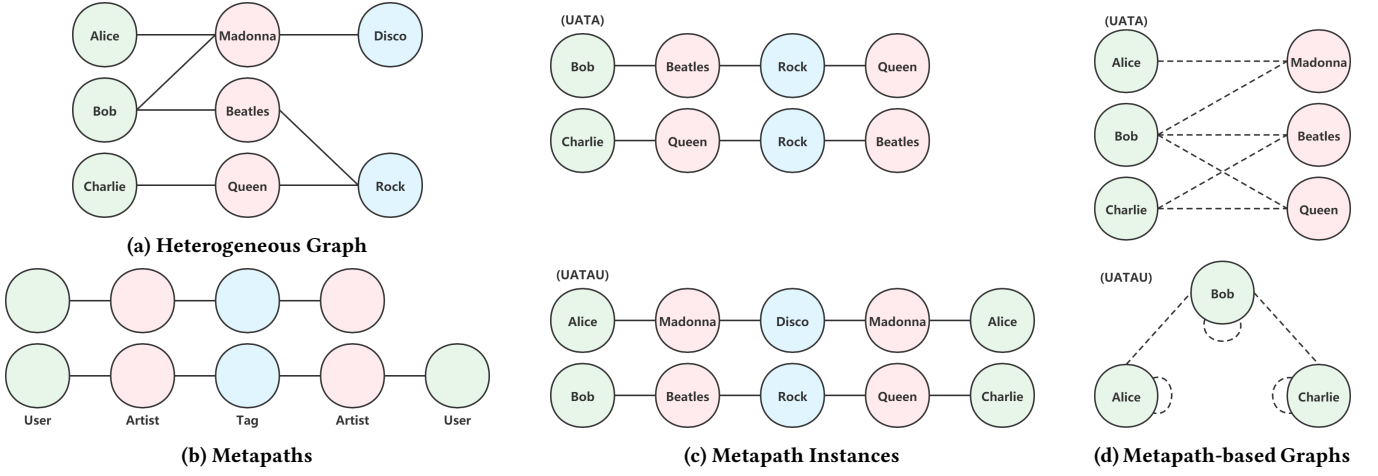 Alice
Madonna
Disco
Bob
Beatles
Charlie
Queen
Rock
(a) Heterogeneous Graph
User
Artist
Tag
Artist
User
(b) Metapaths
(UATA)
Bob
Beatles
Rock
Queen
Charlie
Queen
Rock
Beatles
(UATAU)
Alice
Madonna
Disco
Madonna
Alice
Bob
Beatles
Rock
Queen
Charlie
(c) Metapath Instances
(UATA)
Alice
Madonna
Bob
Beatles
Charlie
Queen
(UATAU)
Bob
Alice
Charlie
(d) Metapath-based Graphs